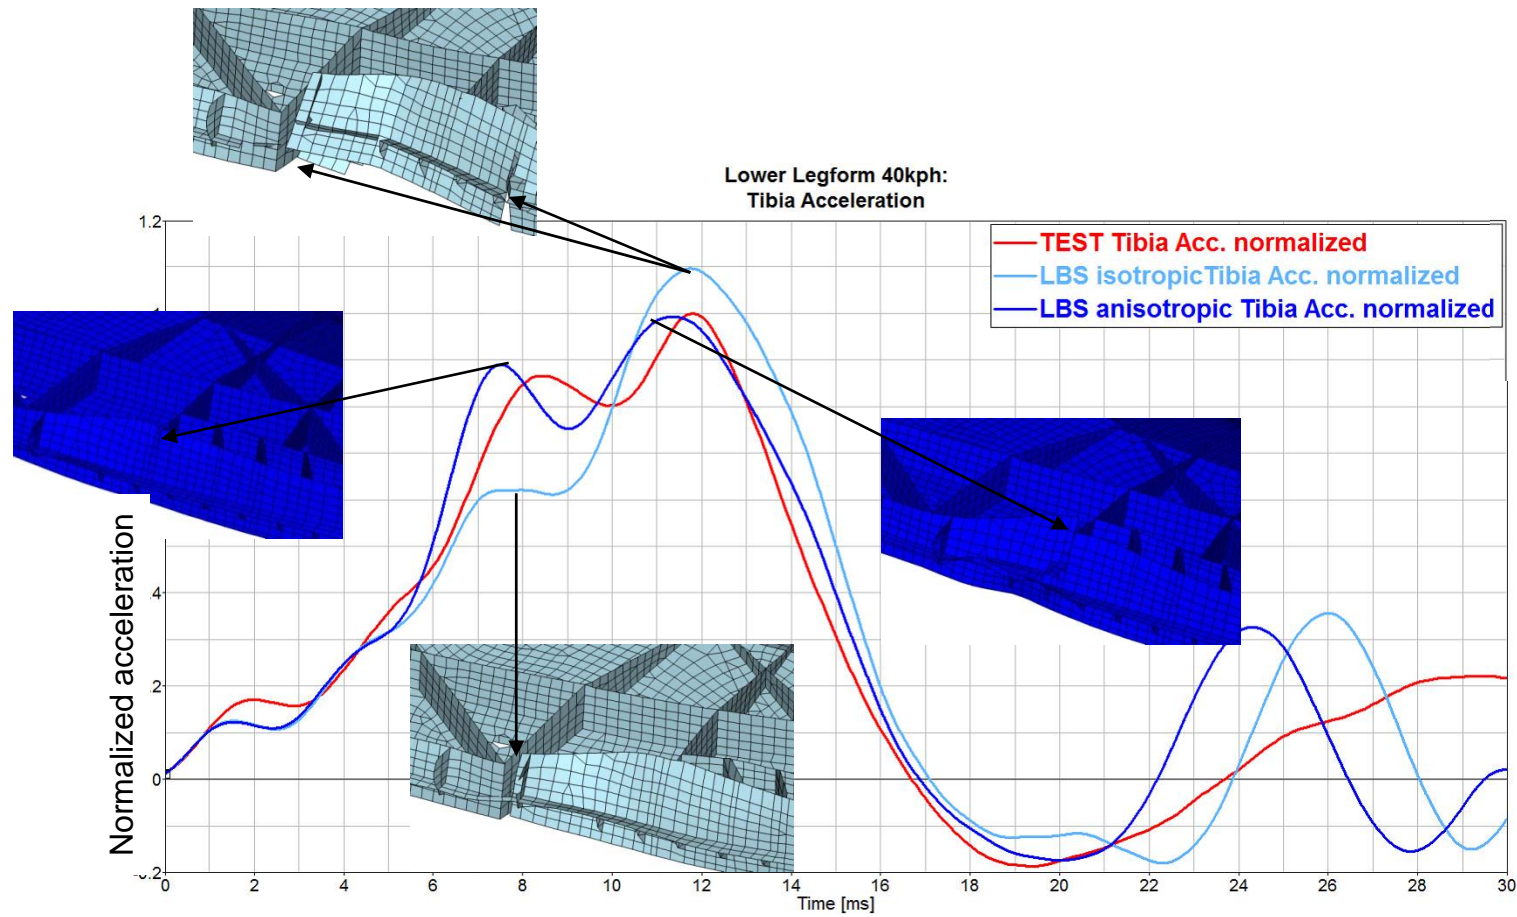 Lower Legform 40kph:
Tibia Acceleration
TEST Tibia Acc. normalized
LBS isotropicTibia Acc. normalized
LBS anisotropic Tibia Acc. normalized
1.2
4
.2
0
0.2
Normalized acceleration
0 2 4 6 8 10 12 14 16 18 20 22 24 26 28 30
Time [ms]